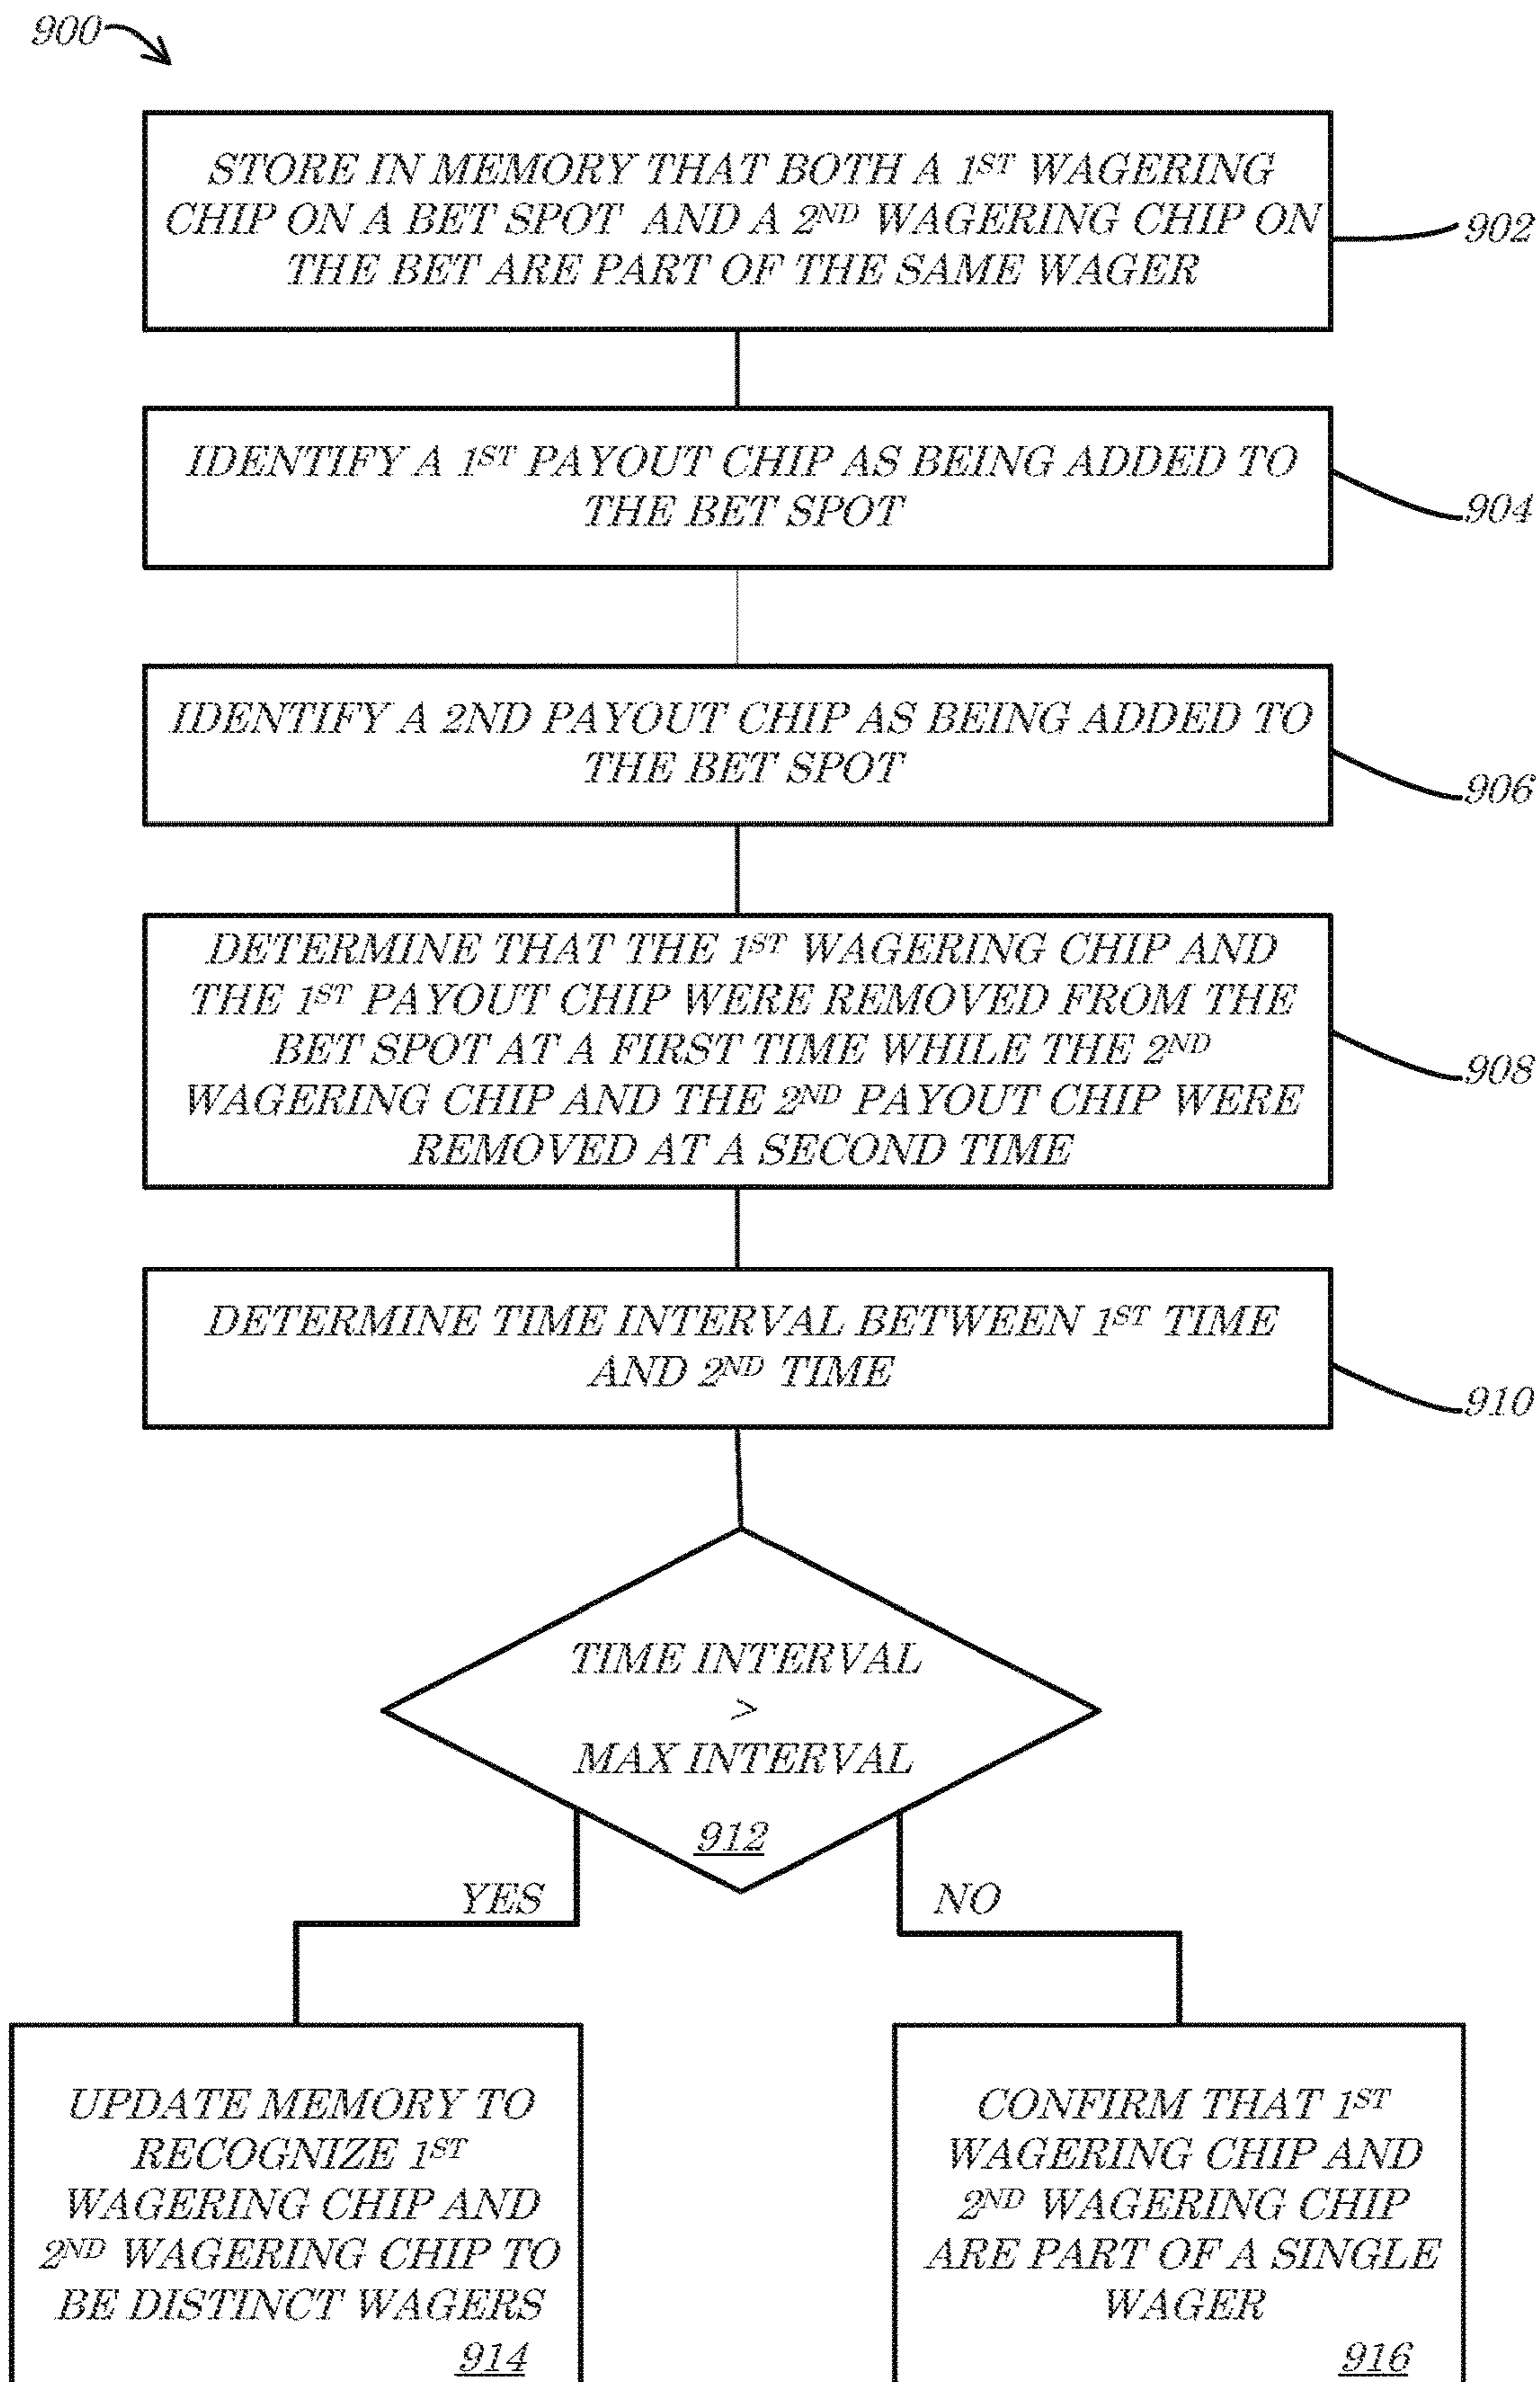 900
STORE IN MEMORY THAT BOTH A 1ST WAGERING
CHIP ON A BET SPOT AND A 2ND WAGERING CHIP ON
THE BET ARE PART OF THE SAME WAGER
902
IDENTIFY A 1ST PAYOUT CHIP AS BEING ADDED TO
THE BET SPOT
904
IDENTIFY A 2ND PAYOUT CHIP AS BEING ADDED TO
THE BET SPOT
906
DETERMINE THAT THE 1ST WAGERING CHIP AND
THE 1ST PAYOUT CHIP WERE REMOVED FROM THE
BET SPOT AT A FIRST TIME WHILE THE 2ND
WAGERING CHIP AND THE 2ND PAYOUT CHIP WERE
REMOVED AT A SECOND TIME
908
DETERMINE TIME INTERVAL BETWEEN 1ST TIME
AND 2ND TIME
910
TIME INTERVAL
>
MAX INTERVAL
912
YES
NO
UPDATE MEMORY TO
RECOGNIZE 1ST
WAGERING CHIP AND
2ND WAGERING CHIP TO
BE DISTINCT WAGERS
914
CONFIRM THAT 1ST
WAGERING CHIP AND
2ND WAGERING CHIP
ARE PART OF A SINGLE
WAGER
916